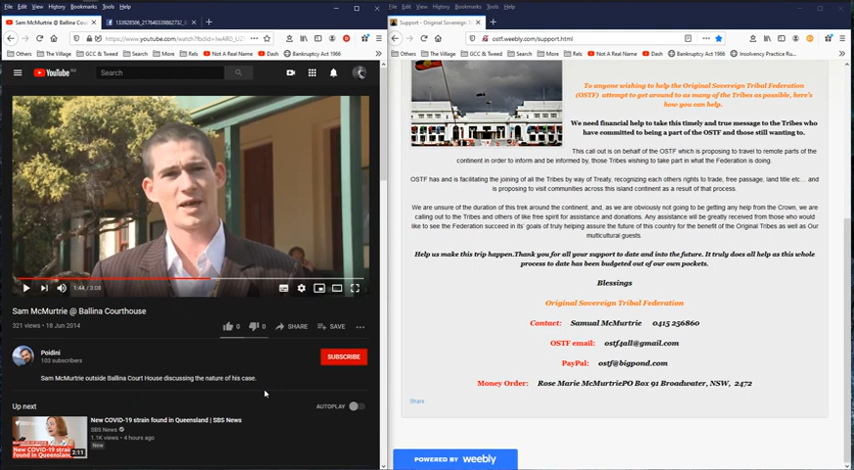 File Edit View History Bookmarks Tools Help
Sam McMurtrie @ Ballina Cou
133928506_217640339862732_
https://www.youtube.com/watch?
Others The Village GCC & Tweed Search More Rels Not A Real Name Dawn Bankruptcy Act 1966
YouTube
Search
1:44 / 3:08
Sam McMurtrie @ Ballina Courthouse
321 views • 18 Jun 2014
0 0 SHARE SAVE
Poidini
103 subscribers
SUBSCRIBE
Sam McMurtrie outside Ballina Court House discussing the nature of his case.
Up next
AUTOPLAY
New COVID-19 strain found in Queensland | SBS News
SBS News
1.1K views • 4 hours ago
New
New COVID-19 strain
Found in Queensland
2:11
File Edit View History Bookmarks Tools Help
Support - Original Sovereign Trib
ostf.weebly.com/support.html
Others The Village GCC & Tweed Search More Rels Not A Real Name Dawn Bankruptcy Act 1966 Insolvency Practice Ru
To anyone wishing to help the Original Sovereign Tribal Federation
(OSTF) attempt to get around to as many of the Tribes as possible, here's
how you can help.
We need financial help to take this timely and true message to the Tribes who
have committed to being a part of the OSTF and those still wanting to.
This call out is on behalf of the OSTF which is proposing to travel to remote parts of the
continent in order to inform and be informed by, those Tribes wishing to take part in what the Federation is doing.
OSTF has and is facilitating the joining of all the Tribes by way of Treaty, recognizing each others rights to trade, free passage, land title etc... and
is proposing to visit communities across this island continent as a result of that process.
We are unsure of the duration of this trek around the continent, and, as we are obviously not going to be getting any help from the Crown, we are
calling out to the Tribes and others of like free spirit for assistance and donations. Any assistance will be greatly received from those who would
like to see the Federation succeed in its' goals of truly helping assure the future of this country for the benefit of the Original Tribes as well as Our
multicultural guests.
Help us make this trip happen.Thank you for all your support to date and into the future. It truly does all help as this whole
process to date has been budgeted out of our own pockets.
Blessings
Original Sovereign Tribal Federation
Contact: Samual McMurtrie 0415 256860
OSTF email: ostf4all@gmail.com
PayPal: ostf@bigpond.com
Money Order: Rose Marie McMurtriePO Box 91 Broadwater, NSW, 2472
Share
POWERED BY weebly